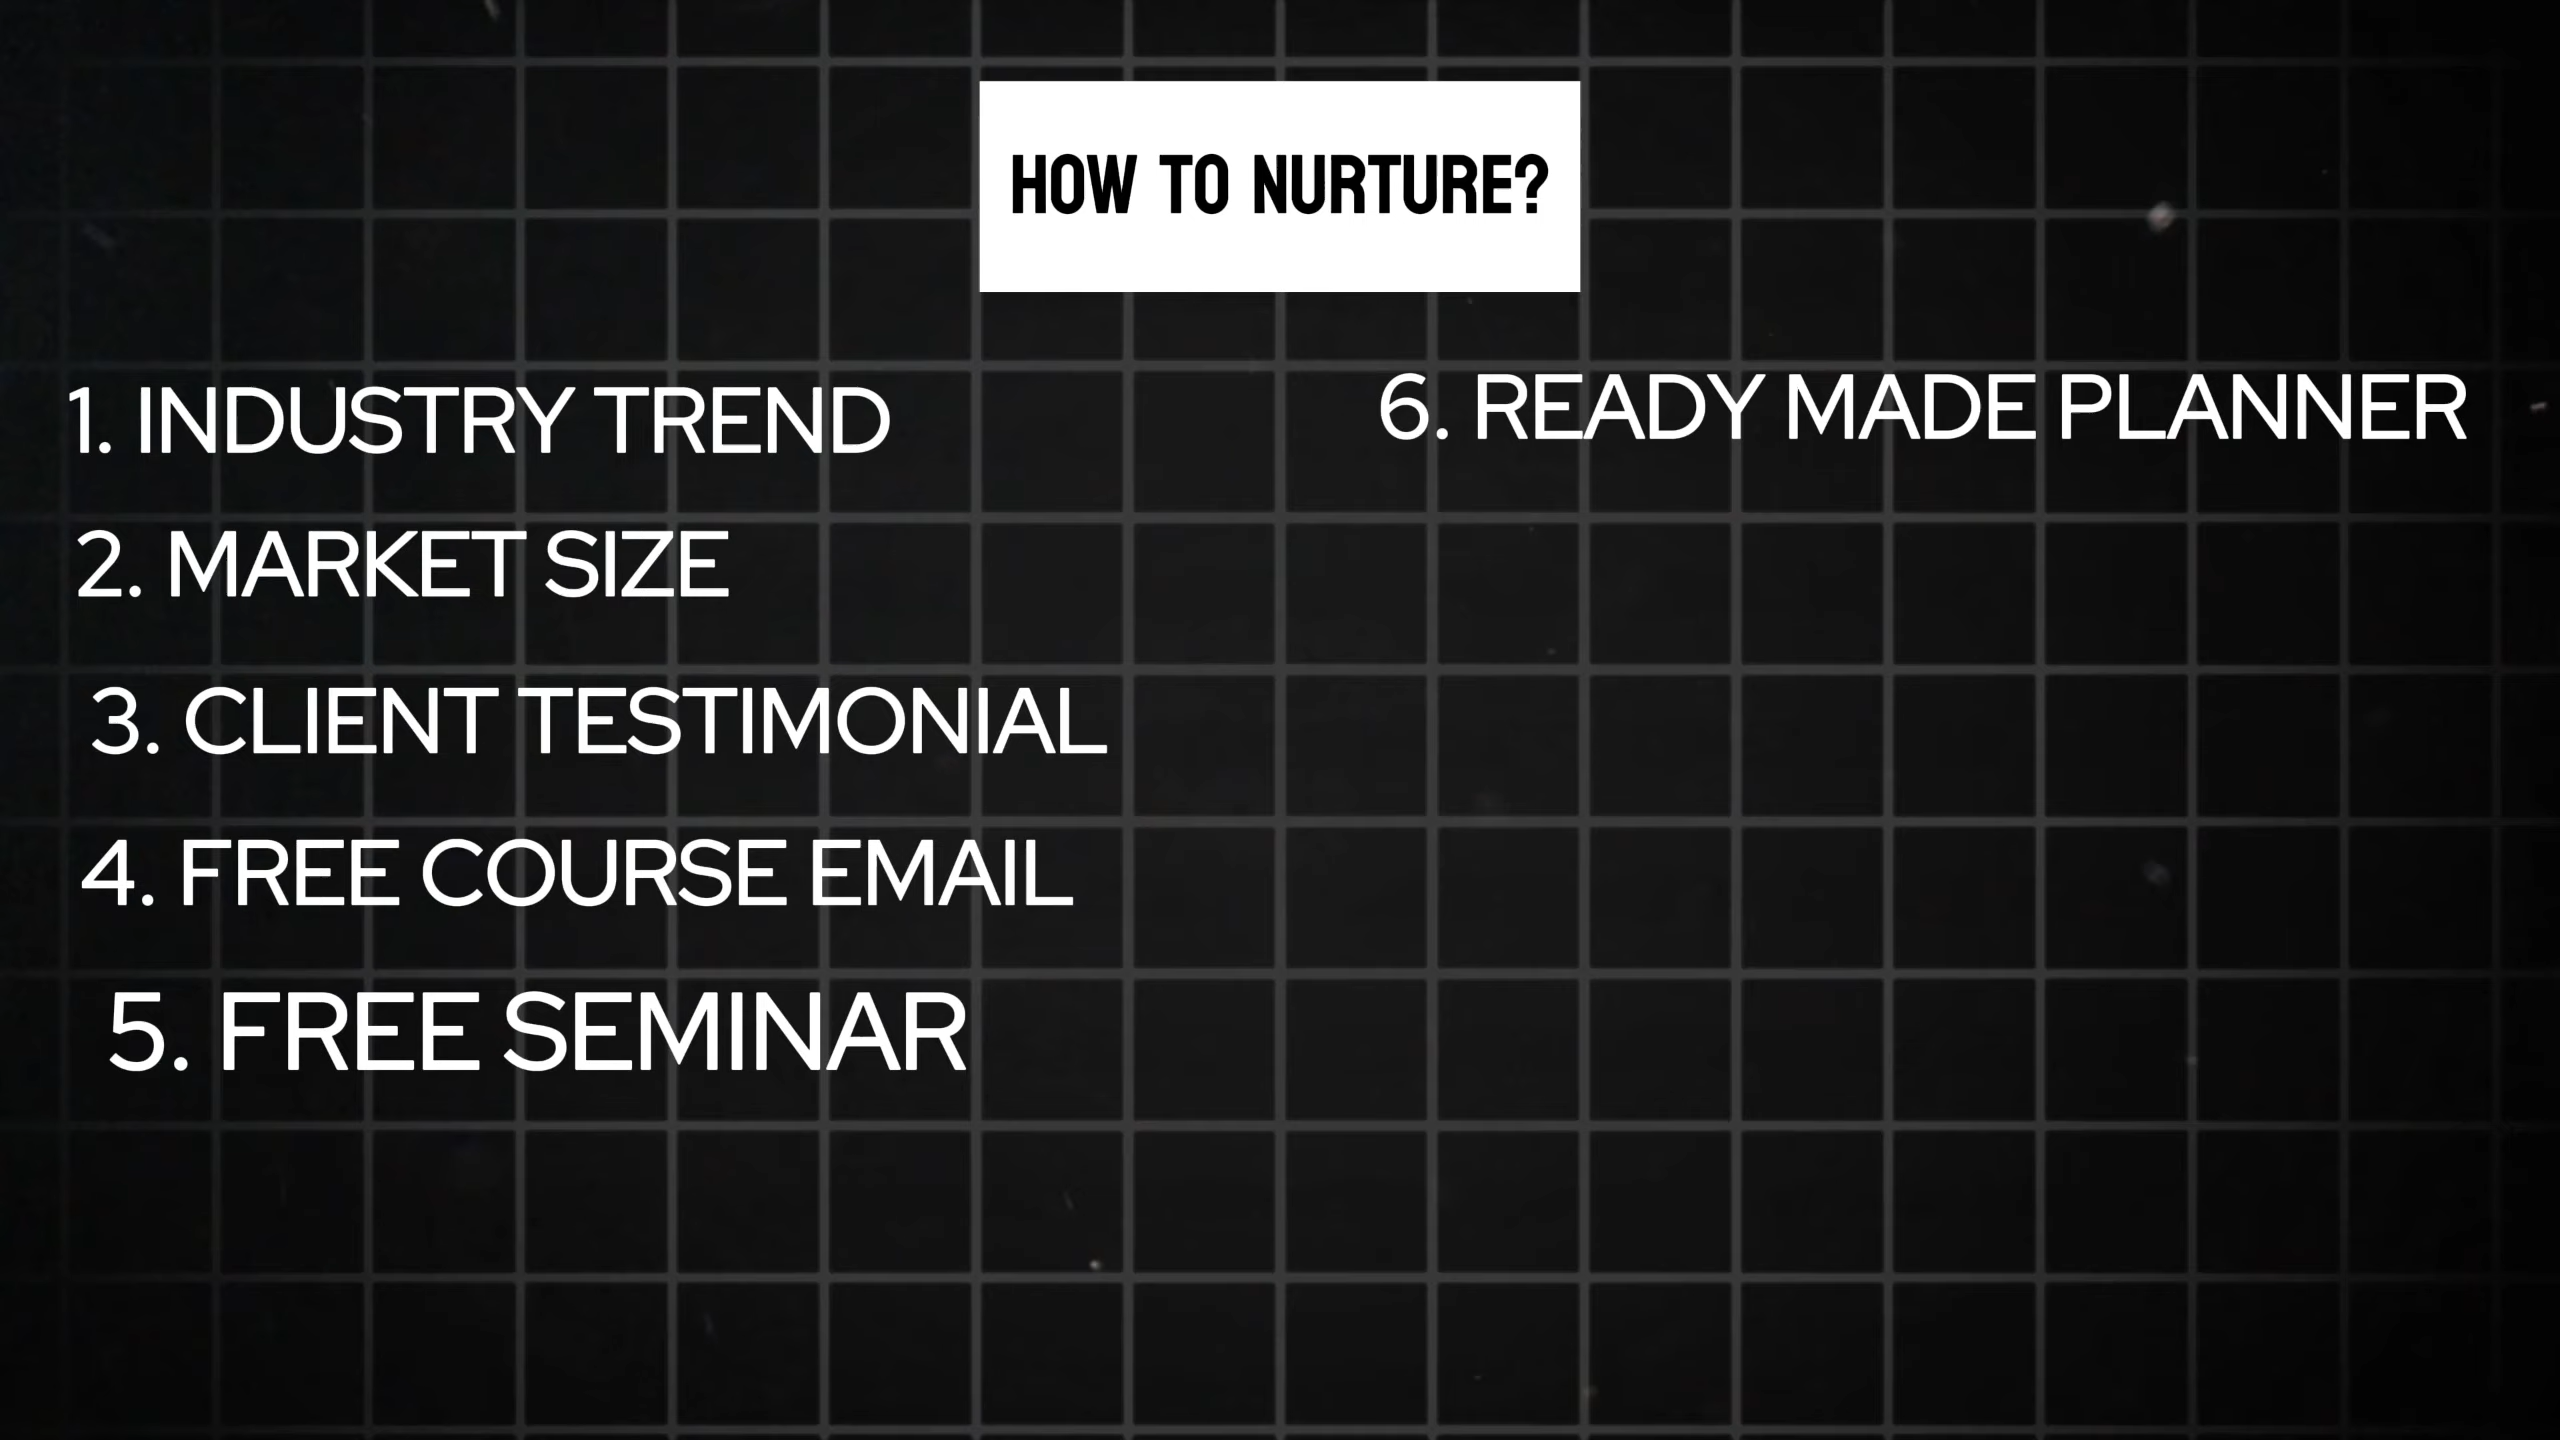 HOW TO NURTURE?
1. INDUSTRY TREND
2. MARKET SIZE
3. CLIENT TESTIMONIAL
4. FREE COURSE EMAIL
5. FREE SEMINAR
6. READY MADE PLANNER